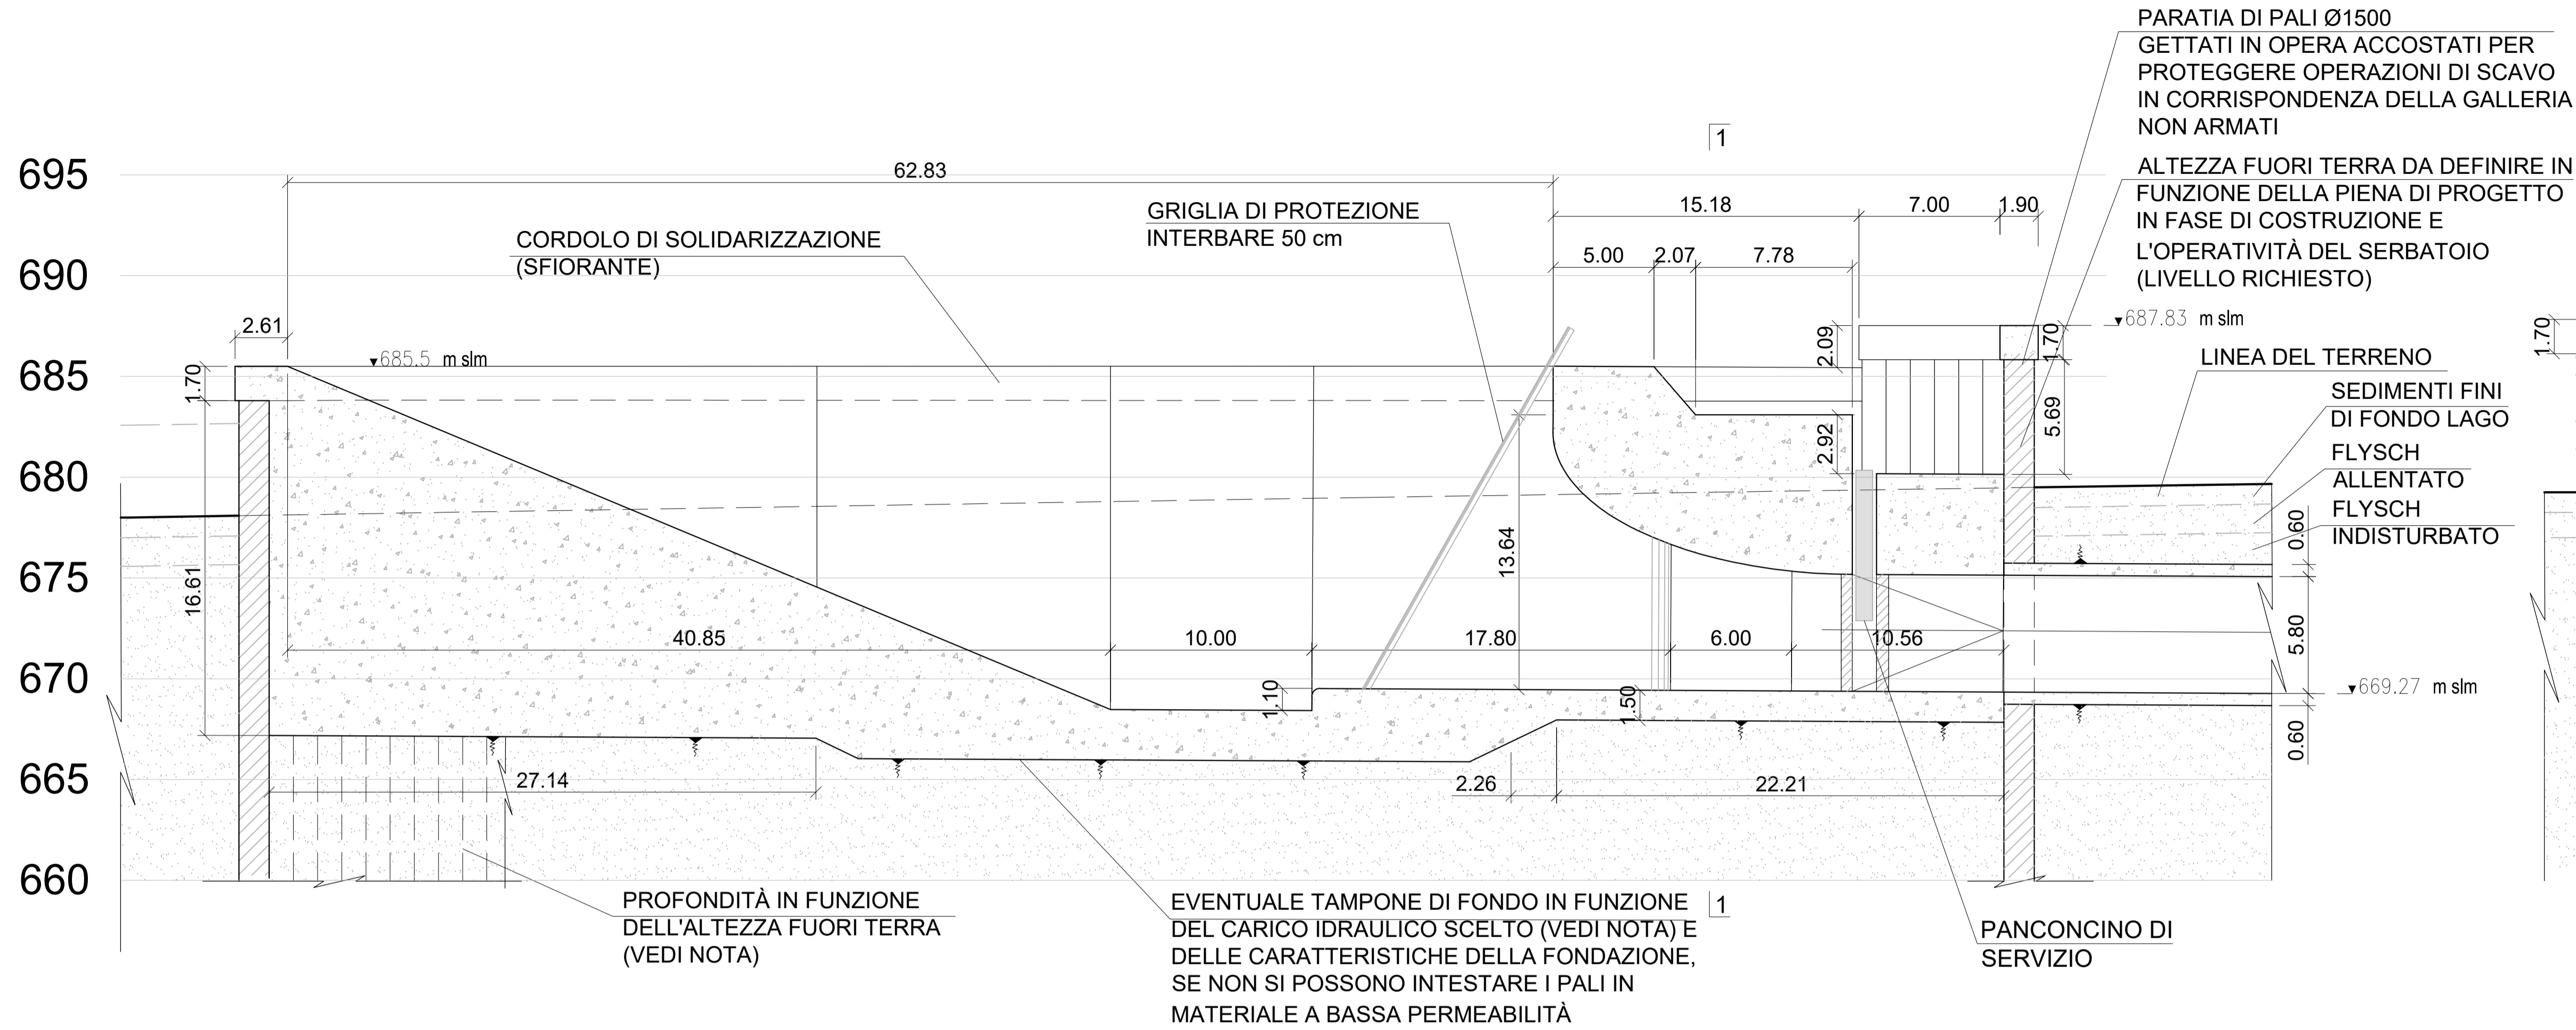 PARATIA DI PALI Ø1500
GETTATI IN OPERA ACCOSTATI PER
PROTEGGERE OPERAZIONI DI SCAVO
IN CORRISPONDENZA DELLA GALLERIA
NON ARMATI
1
695
62.83
ALTEZZA FUORI TERRA DA DEFINIRE IN
FUNZIONE DELLA PIENA DI PROGETTO
IN FASE DI COSTRUZIONE E
L'OPERATIVITÀ DEL SERBATOIO
(LIVELLO RICHIESTO)
GRIGLIA DI PROTEZIONE
INTERBARE 50 cm
15.18
7.00
1.90
CORDOLO DI SOLIDARIZZAZIONE
(SFIORANTE)
5.00
2.07
7.78
690
2.61
687.83 m slm
1.70
2.09
1.70
685.5 m slm
LINEA DEL TERRENO
685
1.70
SEDIMENTI FINI
DI FONDO LAGO
5.69
2.92
FLYSCH
ALLENTATO
680
FLYSCH
INDISTURBATO
0.60
13.64
675
16.61
40.85
10.00
17.80
6.00
10.56
5.80
670
1.10
1.50
669.27 m slm
0.60
665
27.14
2.26
22.21
660
PROFONDITÀ IN FUNZIONE
DELL'ALTEZZA FUORI TERRA
(VEDI NOTA)
EVENTUALE TAMPONE DI FONDO IN FUNZIONE
DEL CARICO IDRAULICO SCELTO (VEDI NOTA) E
DELLE CARATTERISTICHE DELLA FONDAZIONE,
SE NON SI POSSONO INTESTARE I PALI IN
MATERIALE A BASSA PERMEABILITÀ
1
PANCONCINO DI
SERVIZIO